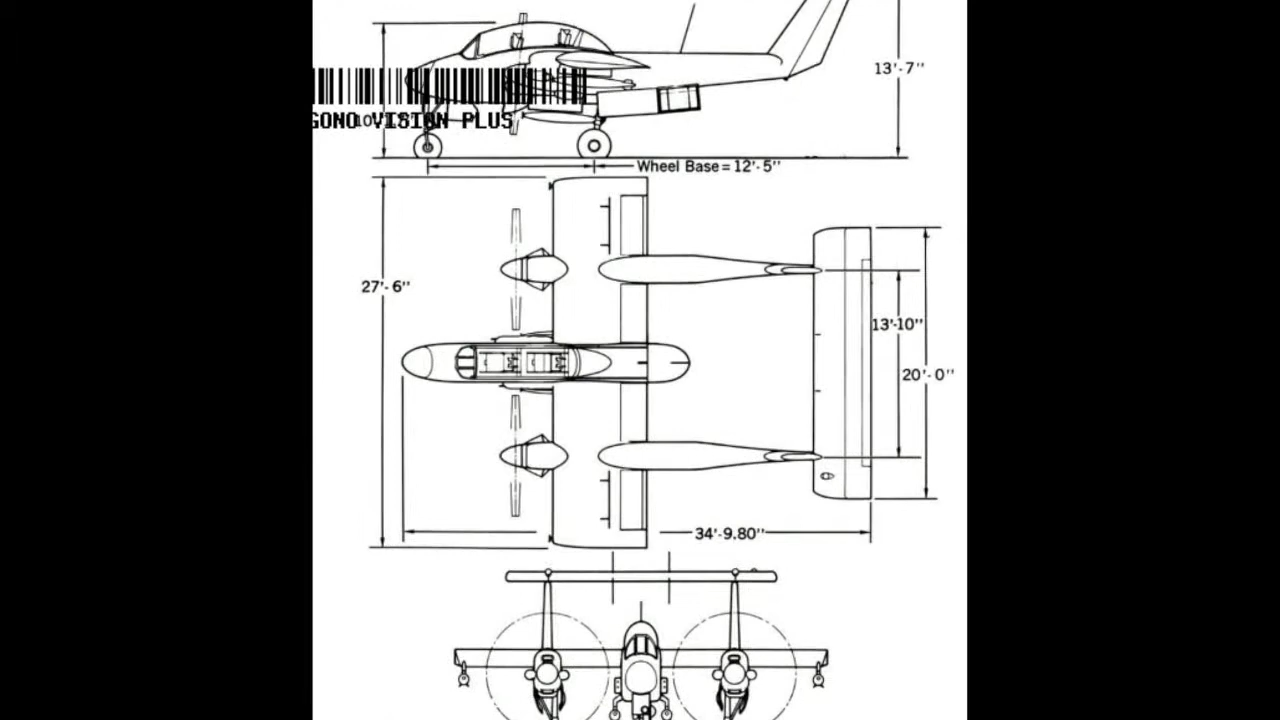 13'-7"
GONO VISION PLUS
Wheel Base = 12'-5"
27'-6"
13'-10"
20'-0"
34'-9.80"